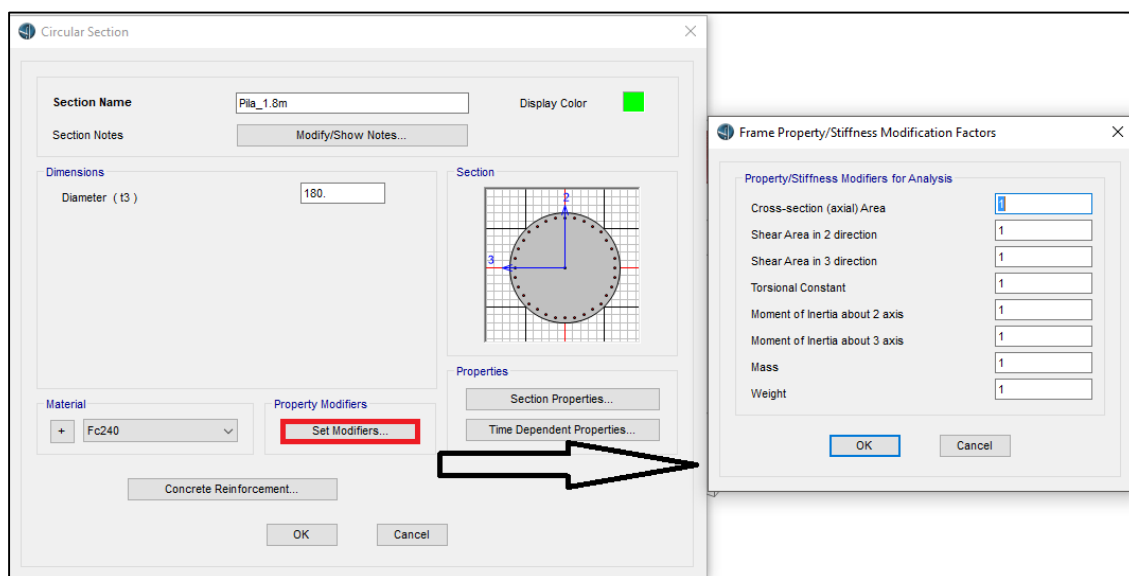 Circular Section
Section Name
Pila_1.8m
Display Color
Section Notes
Modify/Show Notes...
Dimensions
Diameter ( t3 )
180.
Section
2
3
Properties
Section Properties...
Time Dependent Properties...
Material
+
Fc240
Property Modifiers
Set Modifiers...
Concrete Reinforcement...
OK
Cancel
Frame Property/Stiffness Modification Factors
Property/Stiffness Modifiers for Analysis
Cross-section (axial) Area
1
Shear Area in 2 direction
1
Shear Area in 3 direction
1
Torsional Constant
1
Moment of Inertia about 2 axis
1
Moment of Inertia about 3 axis
1
Mass
1
Weight
1
OK
Cancel